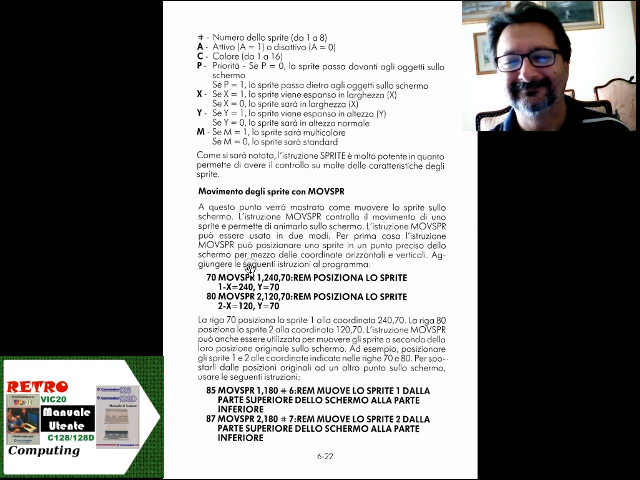 + - Numero dello sprite (da 1 a 8)
A - Attivo (A = 1) o disattivo (A = 0)
C - Colore (da 1 a 16)
P - Priorità - Se P = 0, lo sprite passa davanti agli oggetti sullo
schermo
Se P = 1, lo sprite passa dietro agli oggetti sullo schermo
X - Se X = 1, lo sprite viene espanso in larghezza (X)
Se X = 0, lo sprite sarà in larghezza (X)
Y - Se Y = 1, lo sprite viene espanso in altezza (Y)
Se Y = 0, lo sprite sarà in altezza normale
M - Se M = 1, lo sprite sarà multicolore
Se M = 0, lo sprite sarà standard
Come si sarà notato, l'istruzione SPRITE è molto potente in quanto
permette di avere il controllo su molte delle caratteristiche degli
sprite.
Movimento degli sprite con MOVSPR
A questo punto verrà mostrato come muovere lo sprite sullo
schermo. L'istruzione MOVSPR controlla il movimento di uno
sprite e permette di animarlo sullo schermo. L'istruzione MOVSPR
può essere usato in due modi. Per prima cosa l'istruzione
MOVSPR può posizionare uno sprite in un punto preciso dello
schermo per mezzo delle coordinate orizzontali e verticali. Ag-
giungere le seguenti istruzioni al programma:
70 MOVSPR 1,240,70:REM POSIZIONA LO SPRITE
1-X=240, Y=70
80 MOVSPR 2,120,70:REM POSIZIONA LO SPRITE
2-X=120, Y=70
La riga 70 posiziona lo sprite 1 alla coordinata 240,70. La riga 80
posiziona lo sprite 2 alla coordinata 120,70. L'istruzione MOVSPR
può anche essere utilizzata per muovere gli sprite a seconda della
loro posizione originale sullo schermo. Ad esempio, posizionare
gli sprite 1 e 2 alle coordinate indicate nelle righe 70 e 80. Per spo-
starli dalle posizioni originali ad un altro punto sullo schermo,
usare le seguenti istruzioni:
85 MOVSPR 1,180 # 6:REM MUOVE LO SPRITE 1 DALLA
PARTE SUPERIORE DELLO SCHERMO ALLA PARTE
INFERIORE
87 MOVSPR 2,180 # 7:REM MUOVE LO SPRITE 2 DALLA
PARTE SUPERIORE DELLO SCHERMO ALLA PARTE
INFERIORE
6-22
RETRO
VIC20
Manuale
Utente
C128/128D
Computing